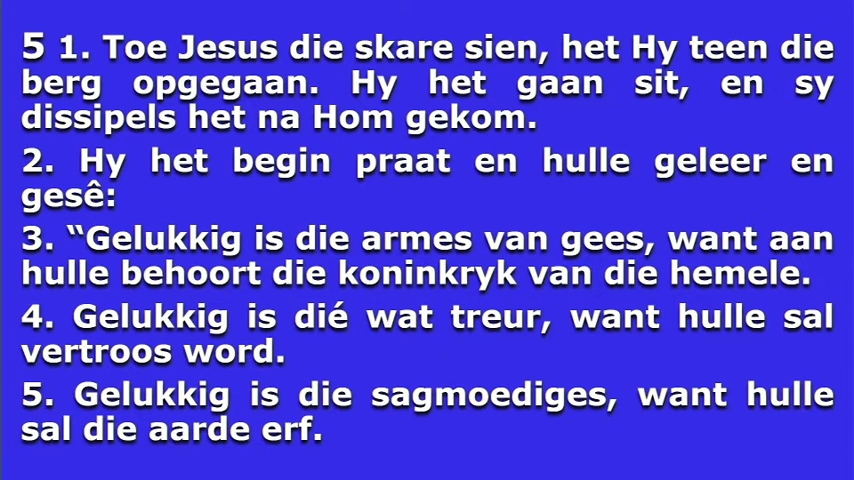 5 1. Toe Jesus die skare sien, het Hy teen die
berg opgegaan. Hy het gaan sit, en sy
dissipels het na Hom gekom.
2. Hy het begin praat en hulle geleer en
gesê:
3. “Gelukkig is die armes van gees, want aan
hulle behoort die koninkryk van die hemele.
4. Gelukkig is dié wat treur, want hulle sal
vertroos word.
5. Gelukkig is die sagmoediges, want hulle
sal die aarde erf.